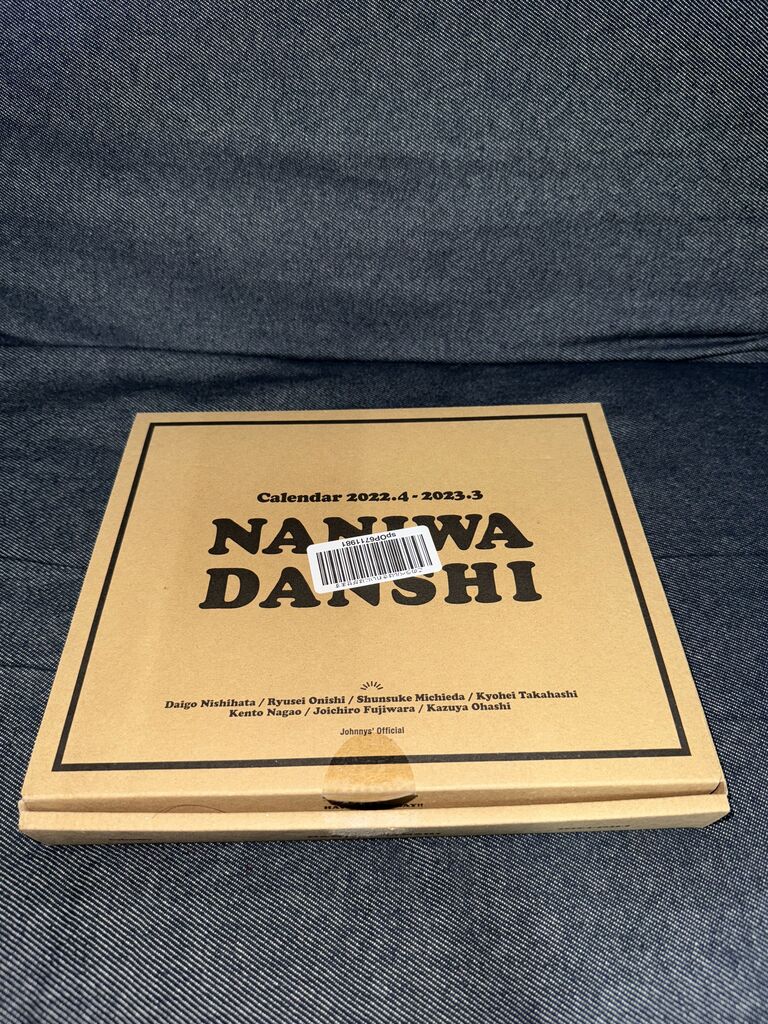 Calendar 2022.4 - 2023.3
NANIWA
spOP6711981
DANSHI
Daigo Nishihata / Ryusei Onishi / Shunsuke Michieda / Kyohei Takahashi
Kento Nagao / Joichiro Fujiwara / Kazuya Ohashi
Johnnys' Official